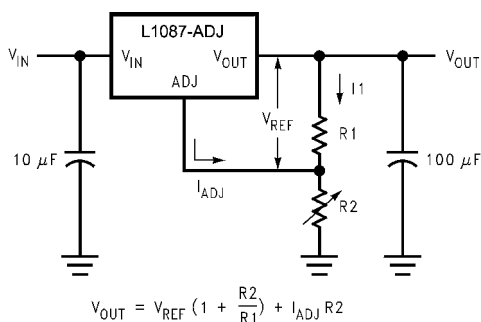 L1087-ADJ
V_IN
V_IN
V_OUT
V_OUT
ADJ
I1
V_REF
R1
10 μF
I_ADJ
100 μF
R2
V_OUT = V_REF (1 + R2/R1) + I_ADJ R2